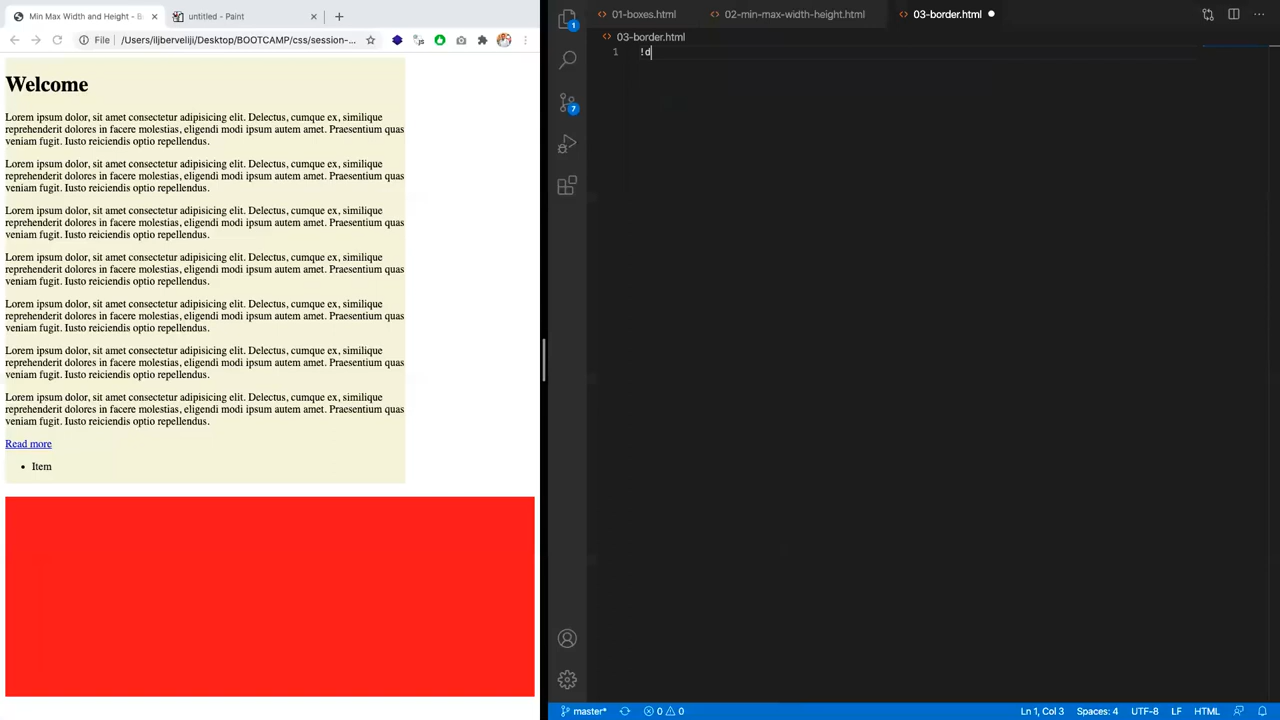 Min Max Width and Height - B
untitled - Paint
File
/Users/iljberveliji/Desktop/BOOTCAMP/css/session-...
Welcome
Lorem ipsum dolor, sit amet consectetur adipisicing elit. Delectus, cumque ex, similique
reprehenderit dolores in facere molestias, eligendi modi ipsum autem amet. Praesentium quas
veniam fugit. Iusto reiciendis optio repellendus.
Lorem ipsum dolor, sit amet consectetur adipisicing elit. Delectus, cumque ex, similique
reprehenderit dolores in facere molestias, eligendi modi ipsum autem amet. Praesentium quas
veniam fugit. Iusto reiciendis optio repellendus.
Lorem ipsum dolor, sit amet consectetur adipisicing elit. Delectus, cumque ex, similique
reprehenderit dolores in facere molestias, eligendi modi ipsum autem amet. Praesentium quas
veniam fugit. Iusto reiciendis optio repellendus.
Lorem ipsum dolor, sit amet consectetur adipisicing elit. Delectus, cumque ex, similique
reprehenderit dolores in facere molestias, eligendi modi ipsum autem amet. Praesentium quas
veniam fugit. Iusto reiciendis optio repellendus.
Lorem ipsum dolor, sit amet consectetur adipisicing elit. Delectus, cumque ex, similique
reprehenderit dolores in facere molestias, eligendi modi ipsum autem amet. Praesentium quas
veniam fugit. Iusto reiciendis optio repellendus.
Lorem ipsum dolor, sit amet consectetur adipisicing elit. Delectus, cumque ex, similique
reprehenderit dolores in facere molestias, eligendi modi ipsum autem amet. Praesentium quas
veniam fugit. Iusto reiciendis optio repellendus.
Lorem ipsum dolor, sit amet consectetur adipisicing elit. Delectus, cumque ex, similique
reprehenderit dolores in facere molestias, eligendi modi ipsum autem amet. Praesentium quas
veniam fugit. Iusto reiciendis optio repellendus.
Read more
• Item
01-boxes.html
02-min-max-width-height.html
03-border.html
03-border.html
1
1 !d
7
master*
0 0
Ln 1, Col 3
Spaces: 4
UTF-8
LF
HTML